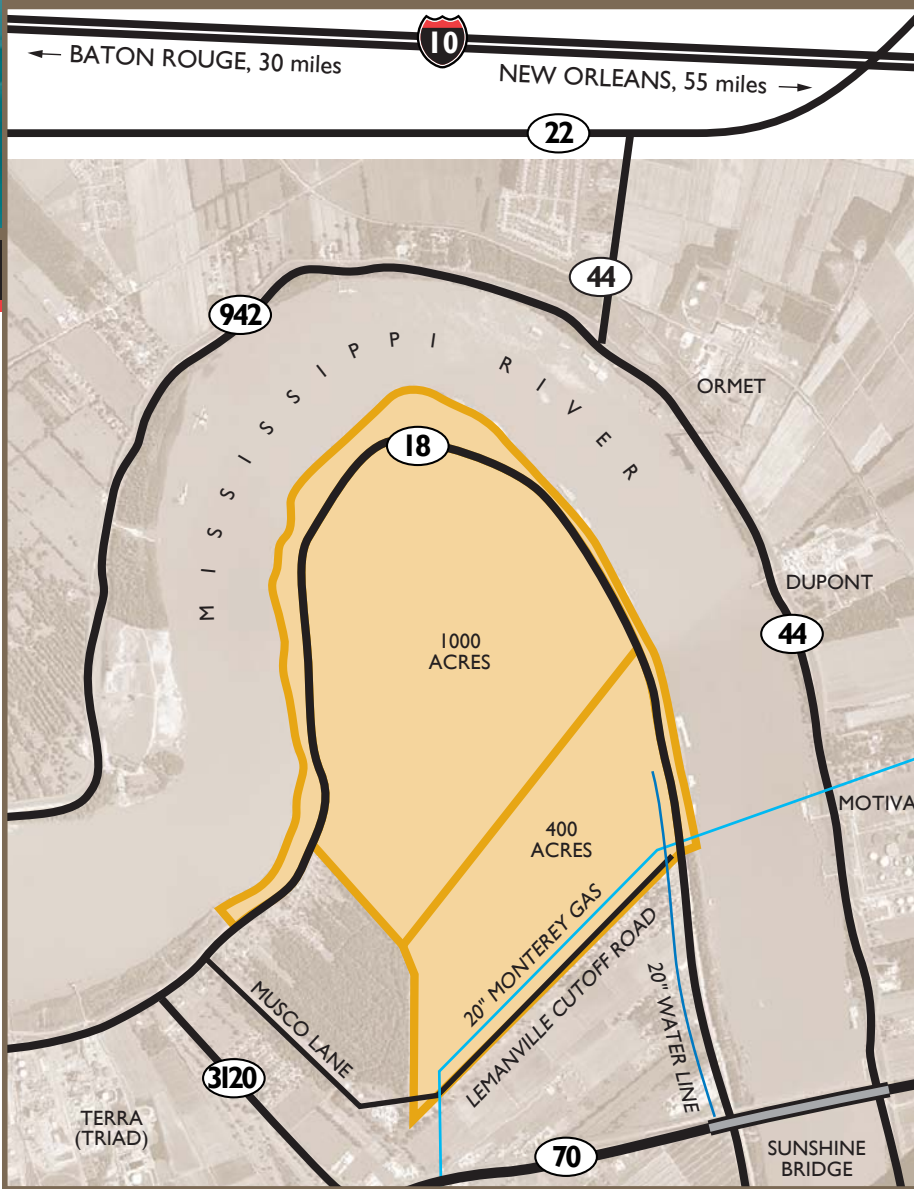 10
← BATON ROUGE, 30 miles
NEW ORLEANS, 55 miles →
22
44
942
MISSISSIPPI RIVER
ORMET
18
DUPONT
44
1000
ACRES
MOTIVA
400
ACRES
20" MONTEREY GAS
LEMANVILLE CUTOFF ROAD
20" WATER LINE
MUSCO LANE
3120
TERRA
(TRIAD)
70
SUNSHINE
BRIDGE